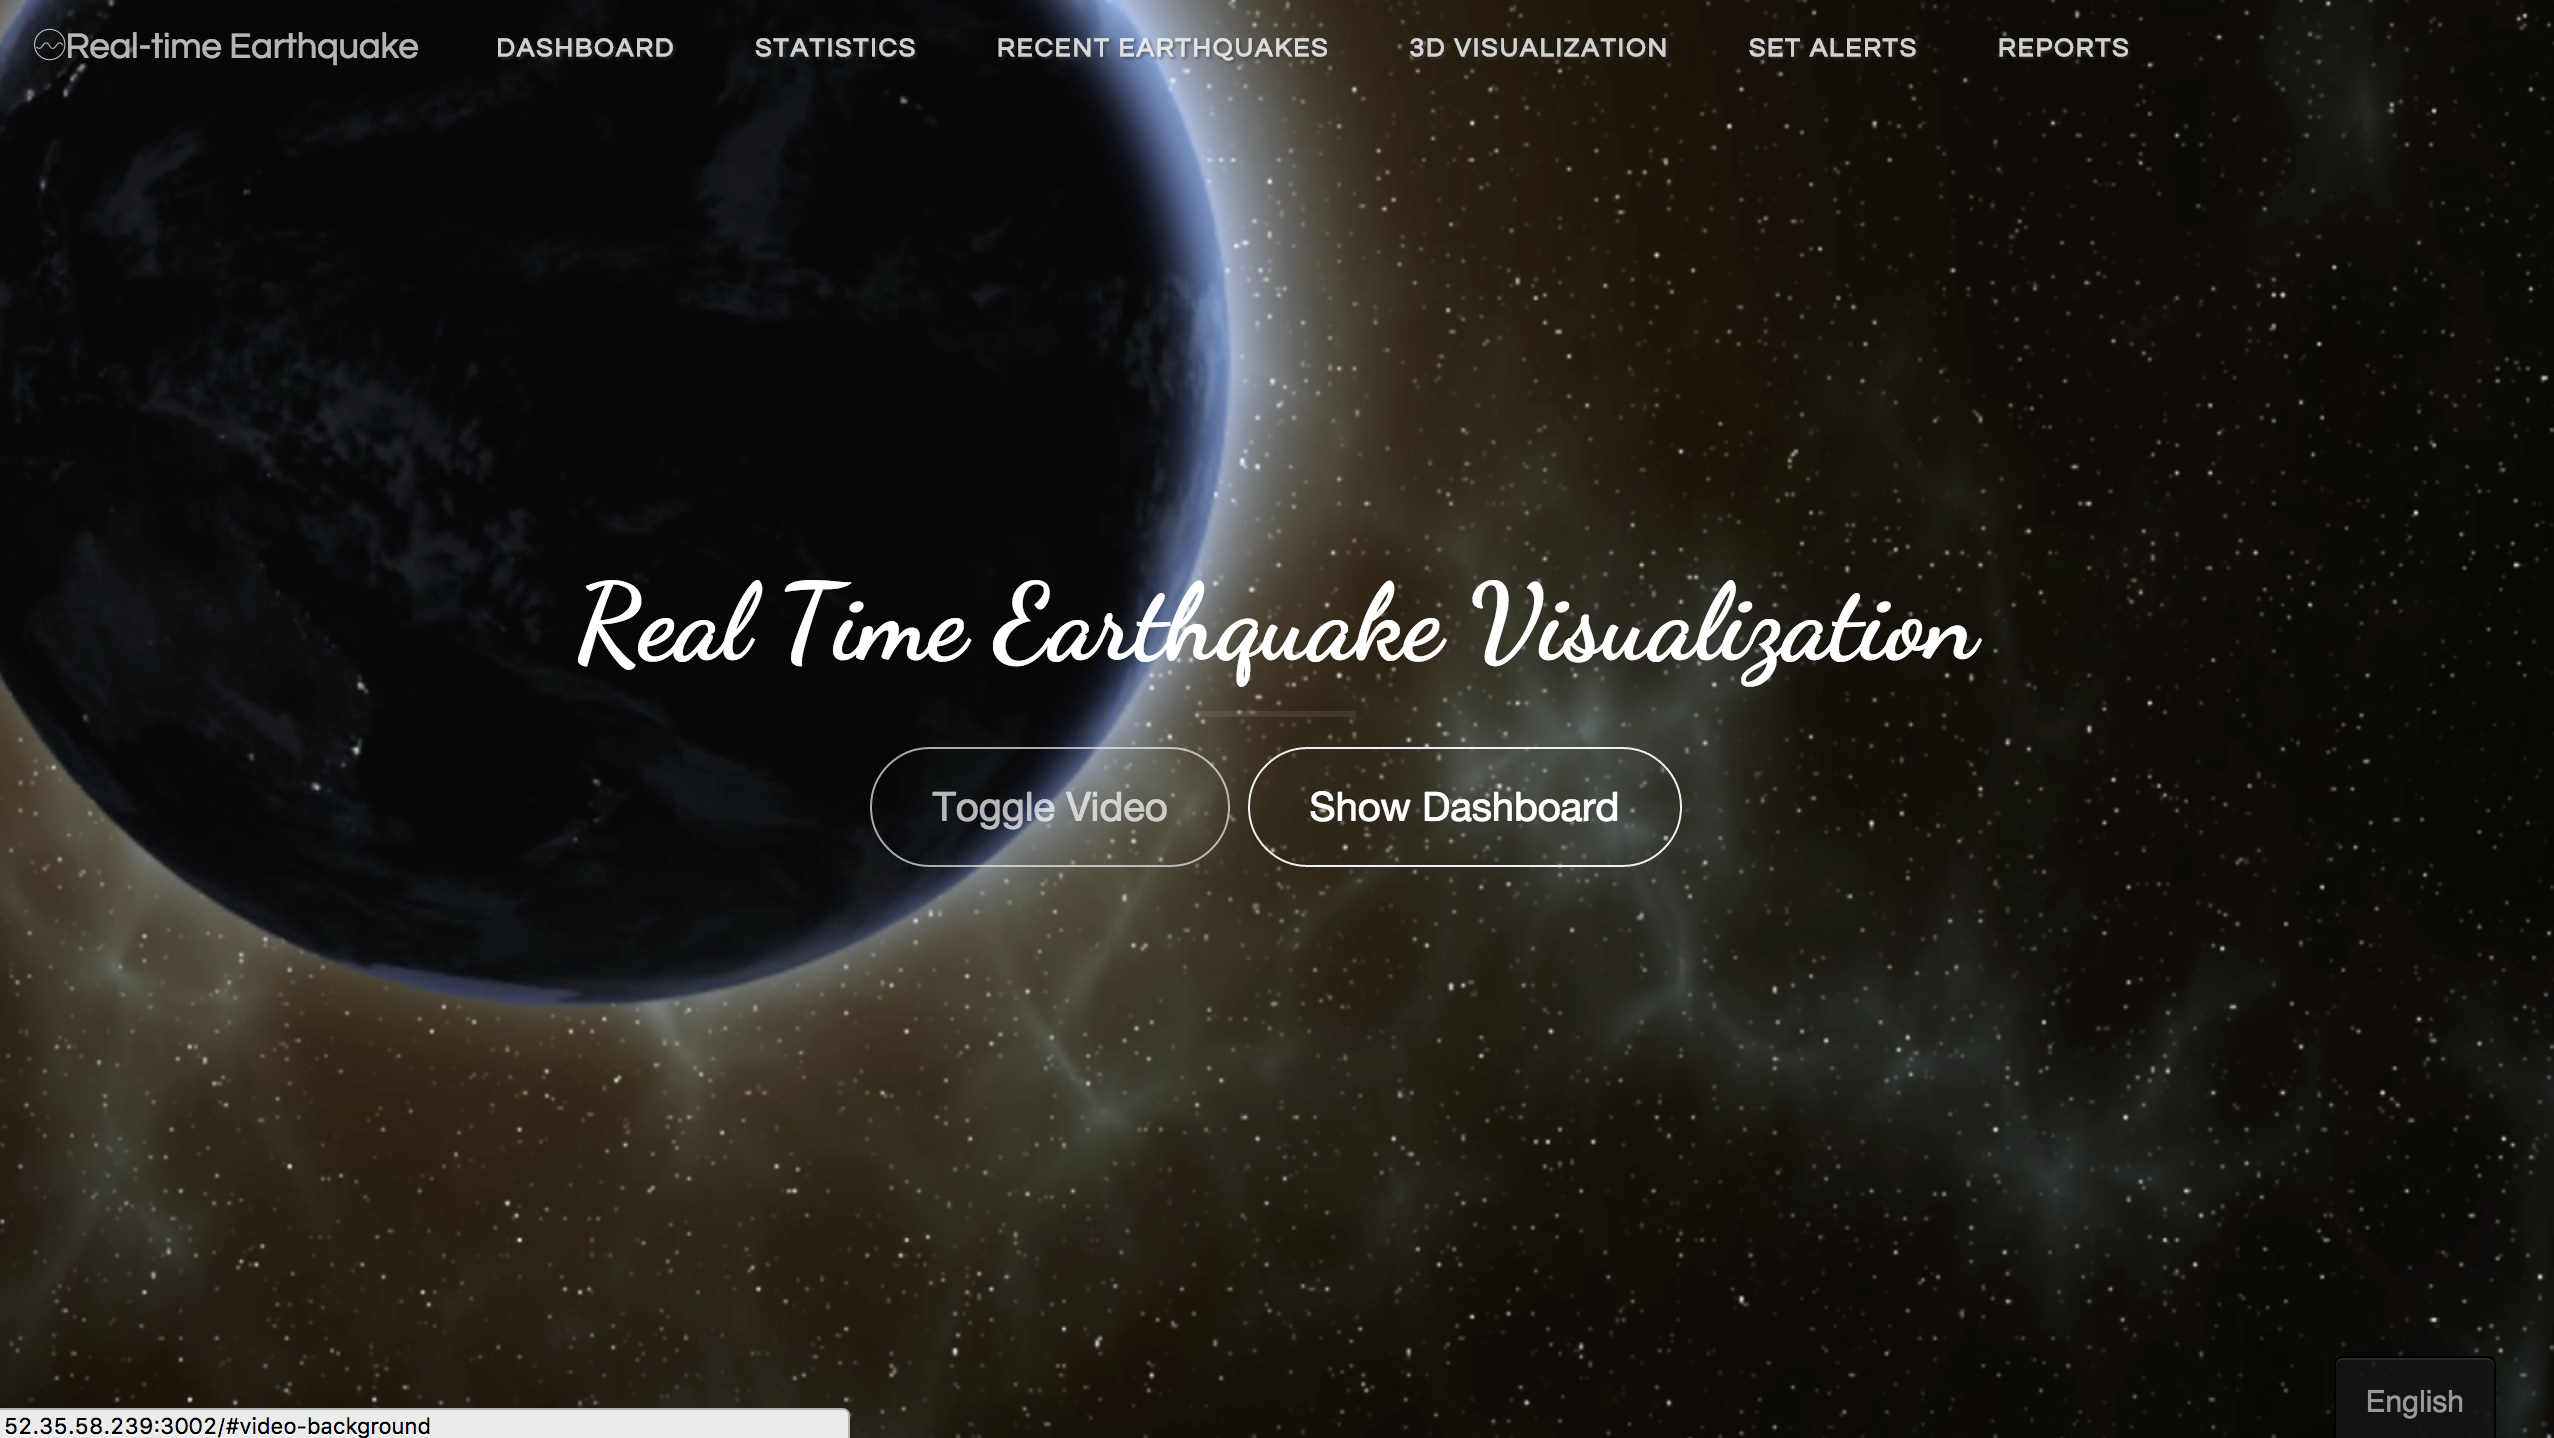 Real-time Earthquake DASHBOARD STATISTICS RECENT EARTHQUAKES 3D VISUALIZATION SET ALERTS REPORTS
Real Time Earthquake Visualization
Toggle Video Show Dashboard
English
52.35.58.239:3002/#video-background